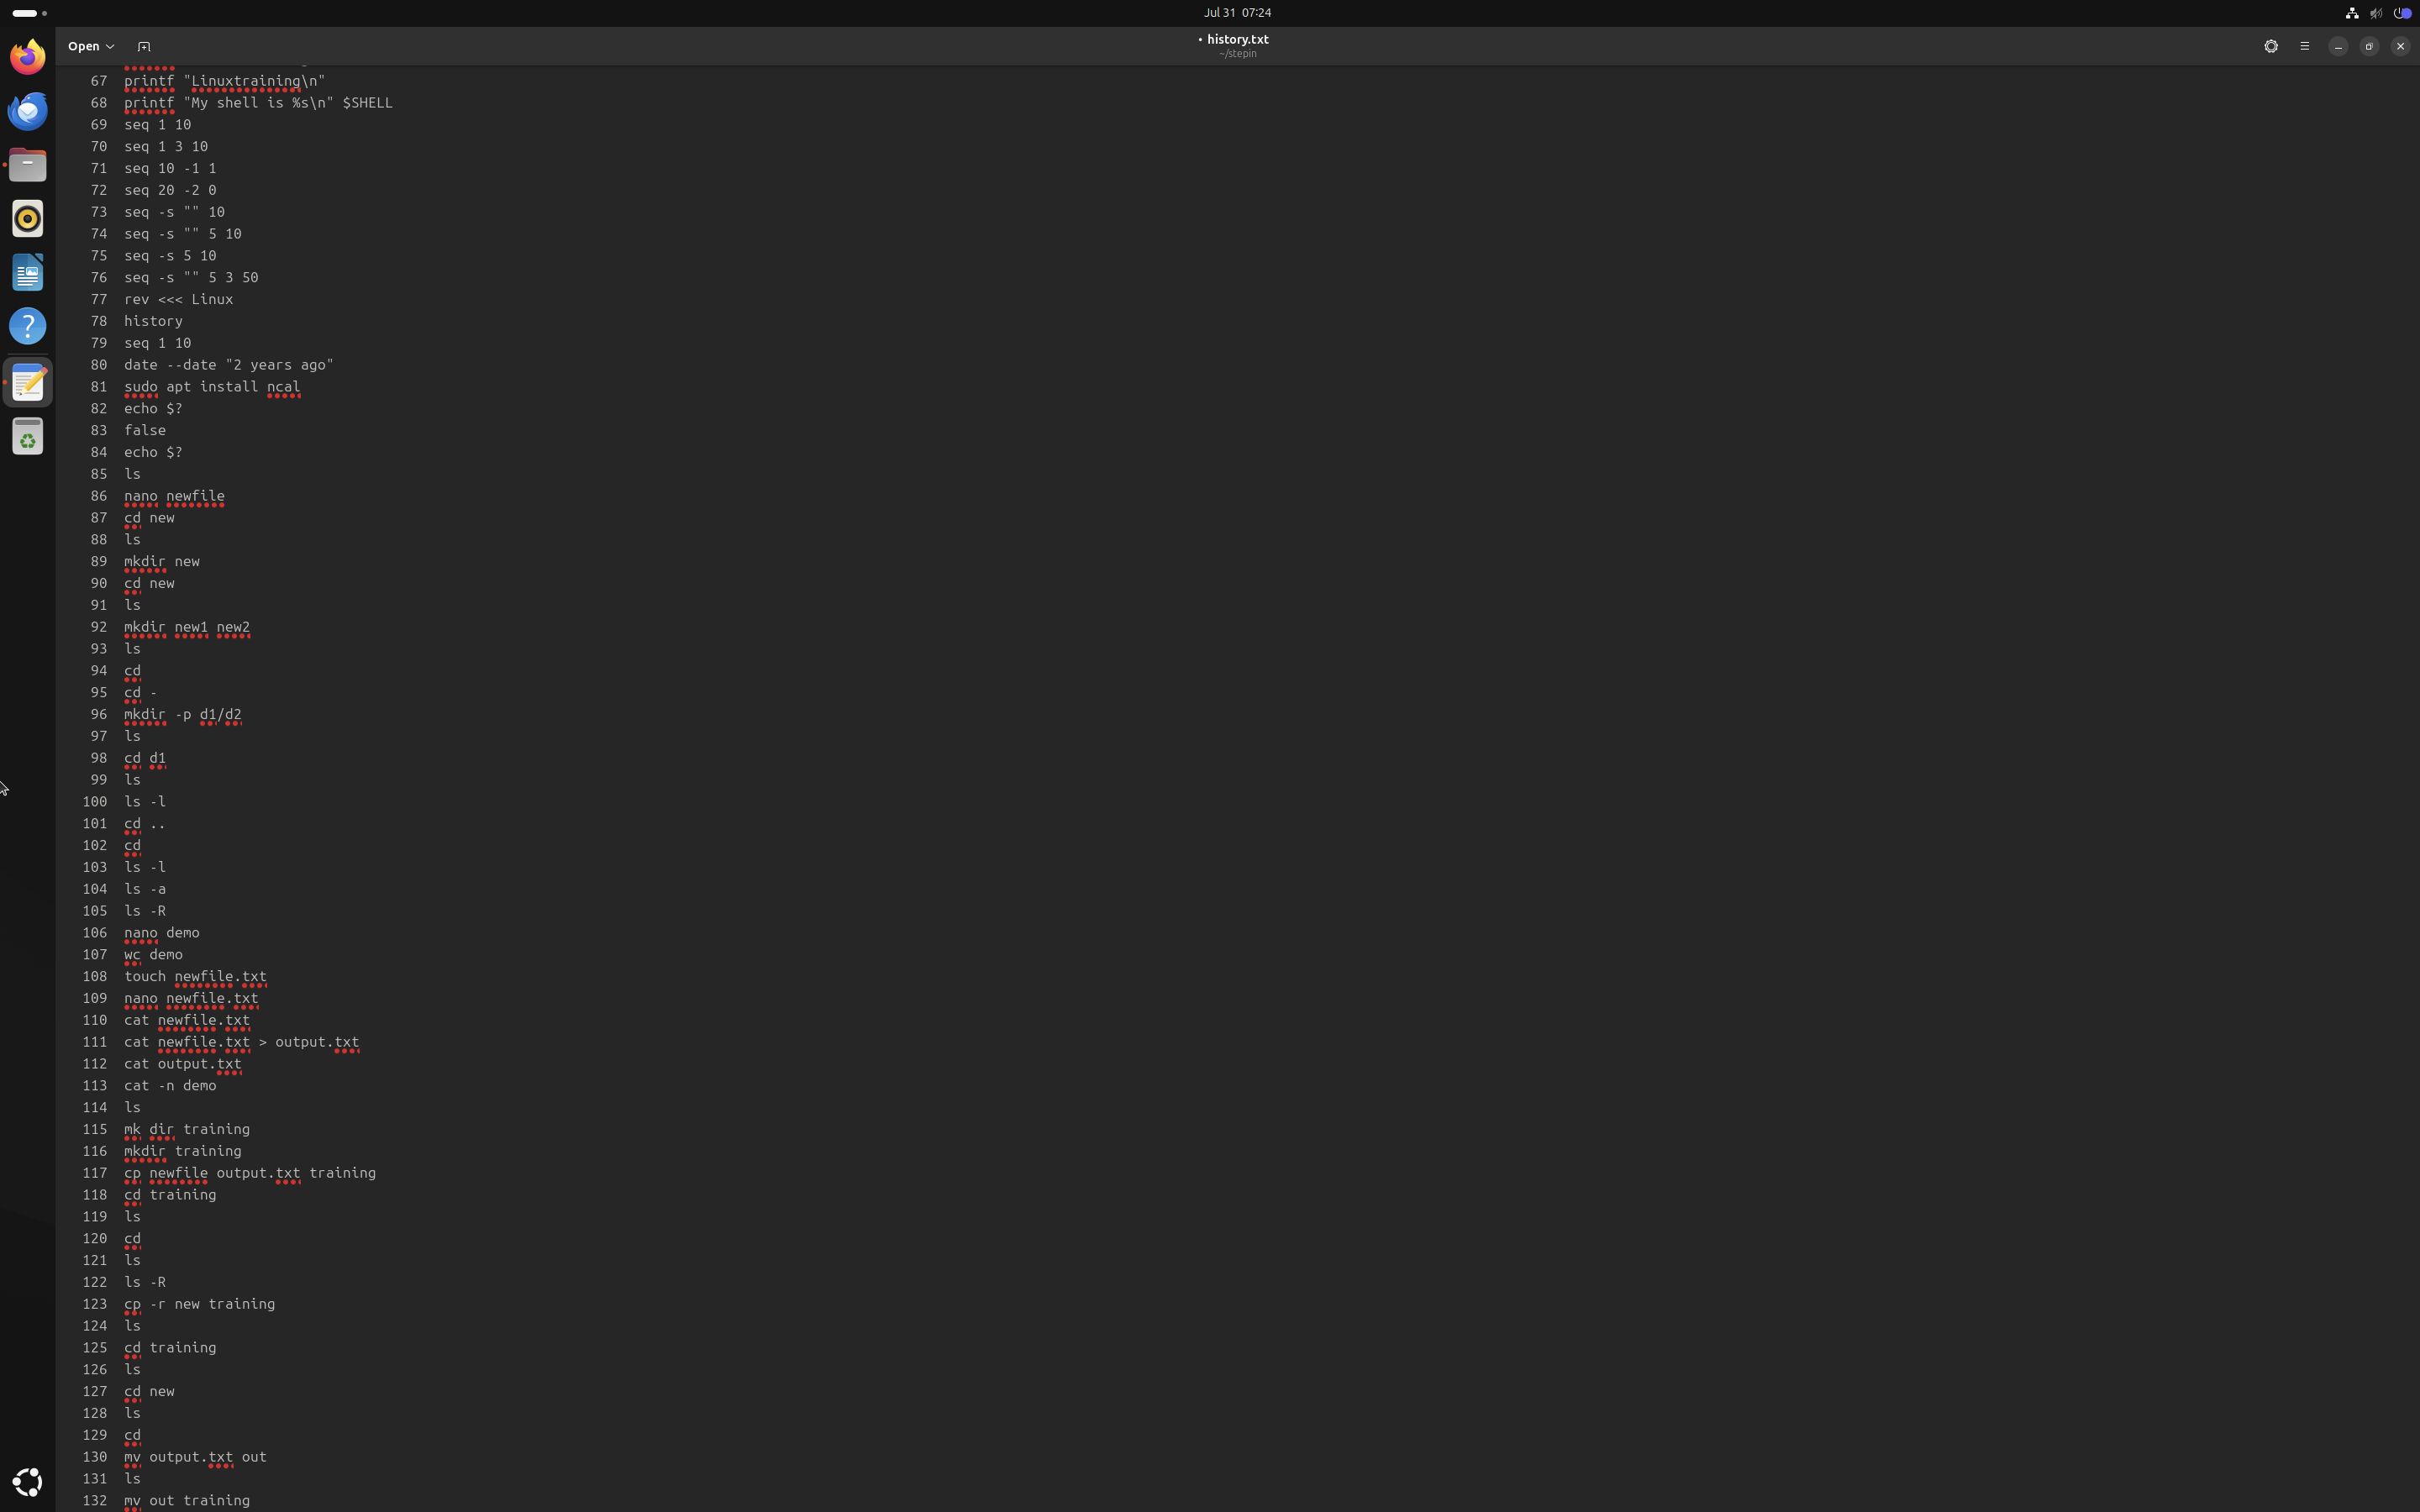 Jul 31 07:24
Open
• history.txt
~/stepin
67 printf "Linuxtraining\n"
68 printf "My shell is %s\n" $SHELL
69 seq 1 10
70 seq 1 3 10
71 seq 10 -1 1
72 seq 20 -2 0
73 seq -s "" 10
74 seq -s "" 5 10
75 seq -s 5 10
76 seq -s "" 5 3 50
77 rev <<< Linux
78 history
79 seq 1 10
80 date --date "2 years ago"
81 sudo apt install ncal
82 echo $?
83 false
84 echo $?
85 ls
86 nano newfile
87 cd new
88 ls
89 mkdir new
90 cd new
91 ls
92 mkdir new1 new2
93 ls
94 cd
95 cd -
96 mkdir -p d1/d2
97 ls
98 cd d1
99 ls
100 ls -l
101 cd ..
102 cd
103 ls -l
104 ls -a
105 ls -R
106 nano demo
107 wc demo
108 touch newfile.txt
109 nano newfile.txt
110 cat newfile.txt
111 cat newfile.txt > output.txt
112 cat output.txt
113 cat -n demo
114 ls
115 mk dir training
116 mkdir training
117 cp newfile output.txt training
118 cd training
119 ls
120 cd
121 ls
122 ls -R
123 cp -r new training
124 ls
125 cd training
126 ls
127 cd new
128 ls
129 cd
130 mv output.txt out
131 ls
132 mv out training